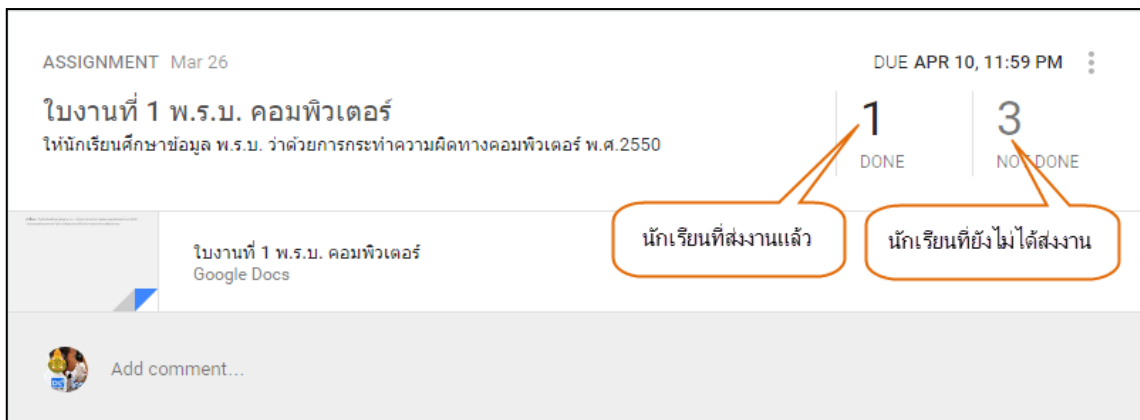 ASSIGNMENT Mar 26
DUE APR 10, 11:59 PM
ใบงานที่ 1 พ.ร.บ. คอมพิวเตอร์
ให้นักเรียนศึกษาข้อมูล พ.ร.บ. ว่าด้วยการกระทำความผิดทางคอมพิวเตอร์ พ.ศ.2550
1
DONE
3
NOT DONE
นักเรียนที่ส่งงานแล้ว
นักเรียนที่ยังไม่ได้ส่งงาน
ใบงานที่ 1 พ.ร.บ. คอมพิวเตอร์
Google Docs
Add comment...